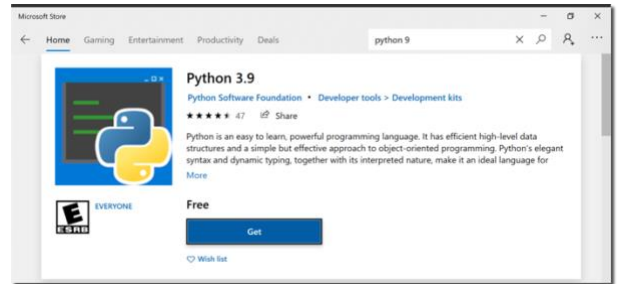 Microsoft Store
Home Gaming Entertainment Productivity Deals python 9
Python 3.9
Python Software Foundation • Developer tools > Development kits
47 Share
Python is an easy to learn, powerful programming language. It has efficient high-level data
structures and a simple but effective approach to object-oriented programming. Python's elegant
syntax and dynamic typing, together with its interpreted nature, make it an ideal language for
More
E
ESRB
EVERYONE
Free
Get
Wish list